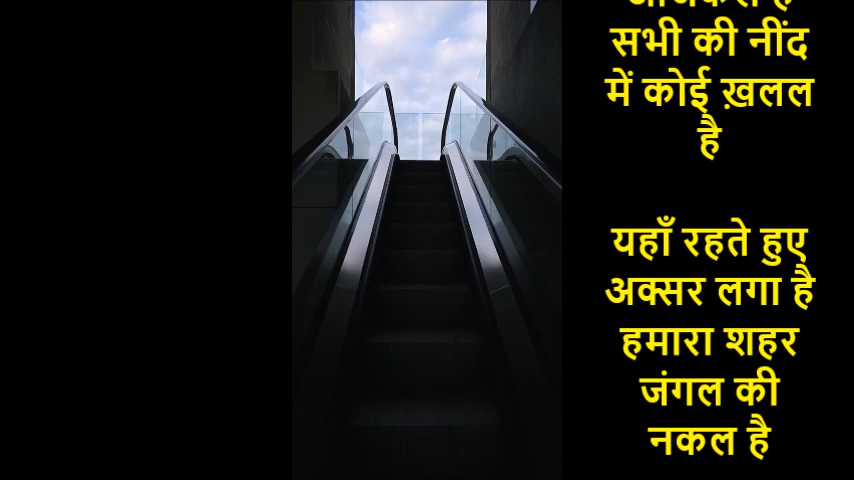 सभी की नींद
में कोई ख़लल
है
यहाँ रहते हुए
अक्सर लगा है
हमारा शहर
जंगल की
नकल है